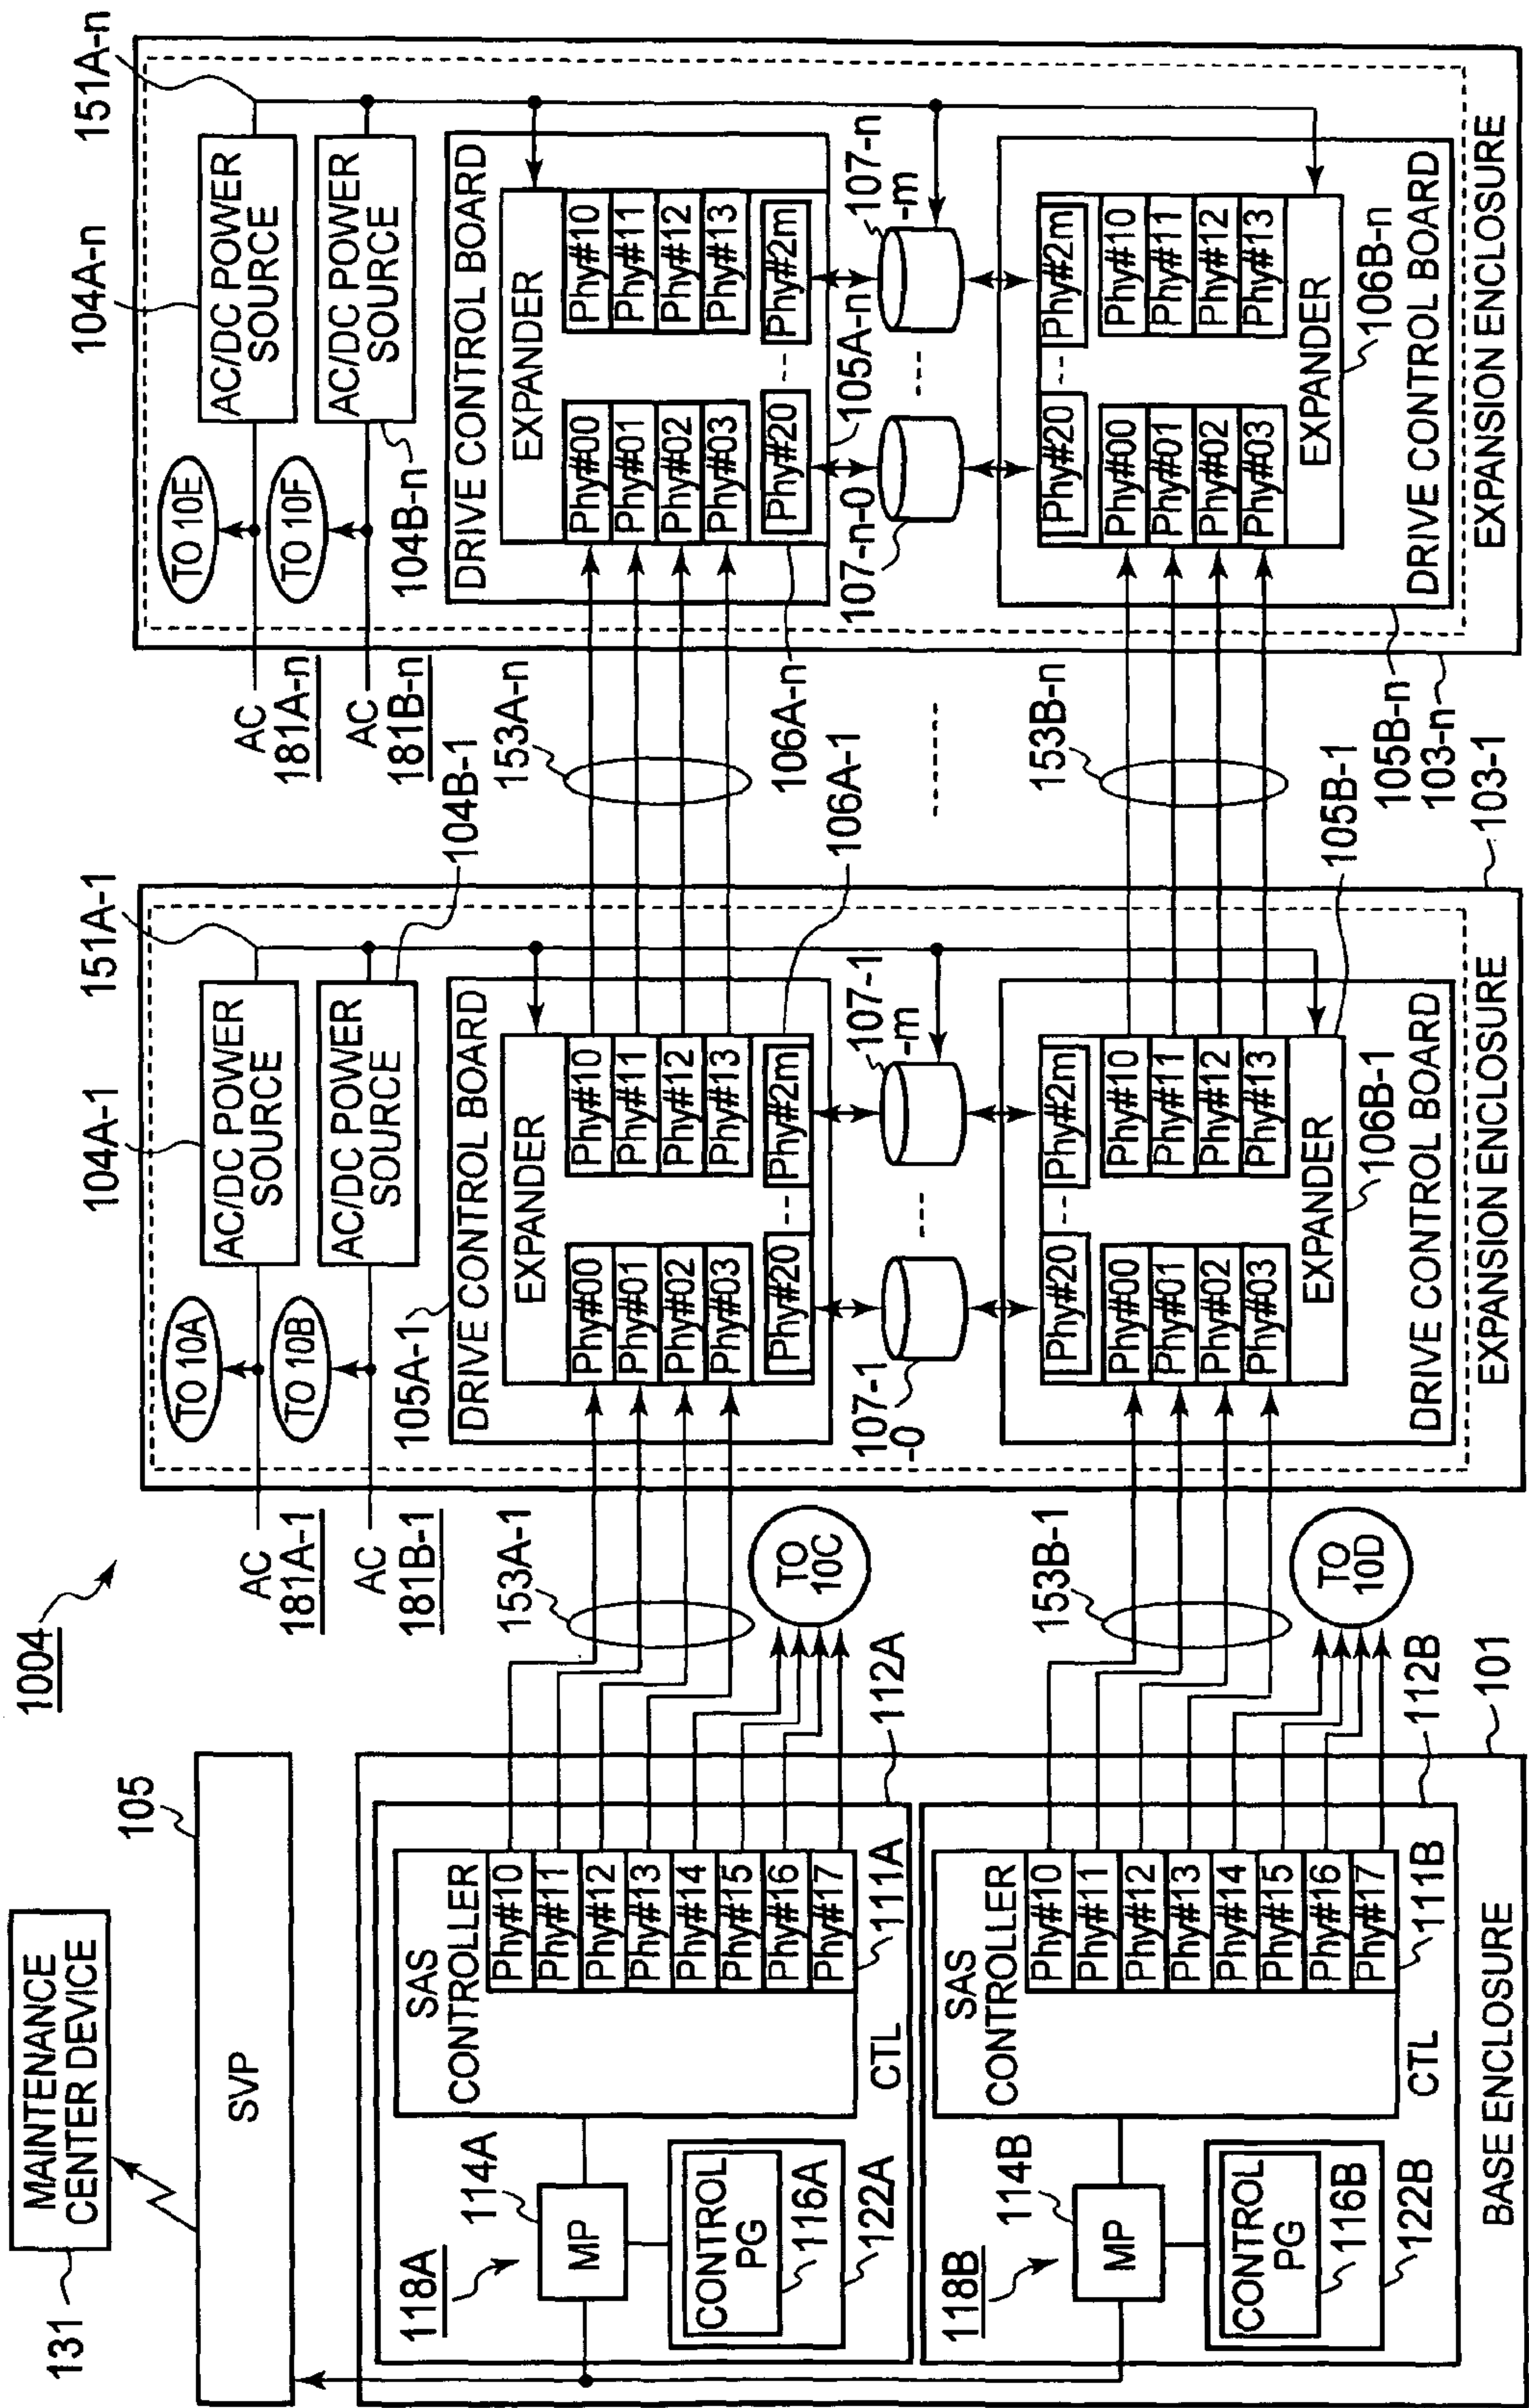 1004
MAINTENANCE
CENTER DEVICE
131
105
SVP
118A
114A
MP
CONTROL
PG
116A
122A
SAS
CONTROLLER
Phy#10
Phy#11
Phy#12
Phy#13
Phy#14
Phy#15
Phy#16
Phy#17
CTL
111A
112A
118B
114B
MP
CONTROL
PG
116B
122B
SAS
CONTROLLER
Phy#10
Phy#11
Phy#12
Phy#13
Phy#14
Phy#15
Phy#16
Phy#17
CTL
111B
112B
BASE ENCLOSURE
101
153A-1
TO
10C
153B-1
TO
10D
AC
181A-1
AC
181B-1
TO 10A
TO 10B
104A-1
AC/DC POWER
SOURCE
151A-1
AC/DC POWER
SOURCE
104B-1
105A-1
DRIVE CONTROL BOARD
EXPANDER
Phy#00
Phy#10
Phy#01
Phy#11
Phy#02
Phy#12
Phy#03
Phy#13
Phy#20
Phy#2m
106A-1
107-1
-0
107-1
-m
Phy#20
Phy#2m
Phy#00
Phy#10
Phy#01
Phy#11
Phy#02
Phy#12
Phy#03
Phy#13
EXPANDER
106B-1
105B-1
DRIVE CONTROL BOARD
EXPANSION ENCLOSURE
103-1
153A-n
153B-n
AC
181A-n
AC
181B-n
TO 10E
TO 10F
104A-n
AC/DC POWER
SOURCE
151A-n
AC/DC POWER
SOURCE
104B-n
DRIVE CONTROL BOARD
EXPANDER
Phy#00
Phy#10
Phy#01
Phy#11
Phy#02
Phy#12
Phy#03
Phy#13
Phy#20
Phy#2m
105A-n
106A-n
107-n-0
107-n
-m
Phy#20
Phy#2m
Phy#00
Phy#10
Phy#01
Phy#11
Phy#02
Phy#12
Phy#03
Phy#13
EXPANDER
106B-n
DRIVE CONTROL BOARD
105B-n
EXPANSION ENCLOSURE
103-n